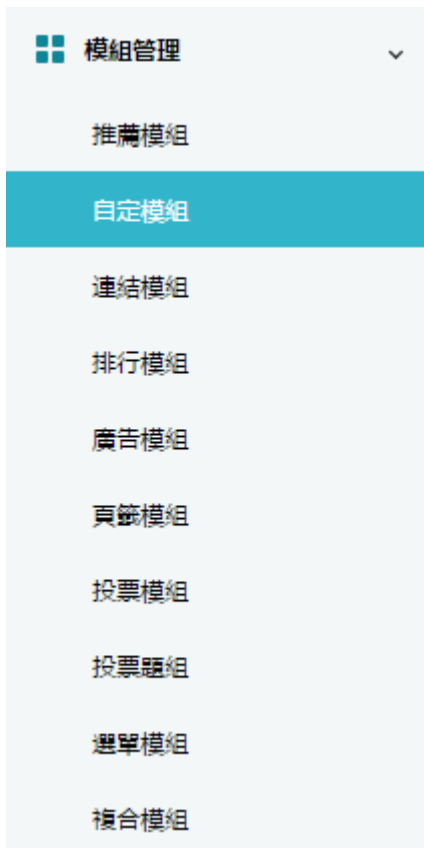 模組管理
推薦模組
自定模組
連結模組
排行模組
廣告模組
頁籤模組
投票模組
投票題組
選單模組
複合模組